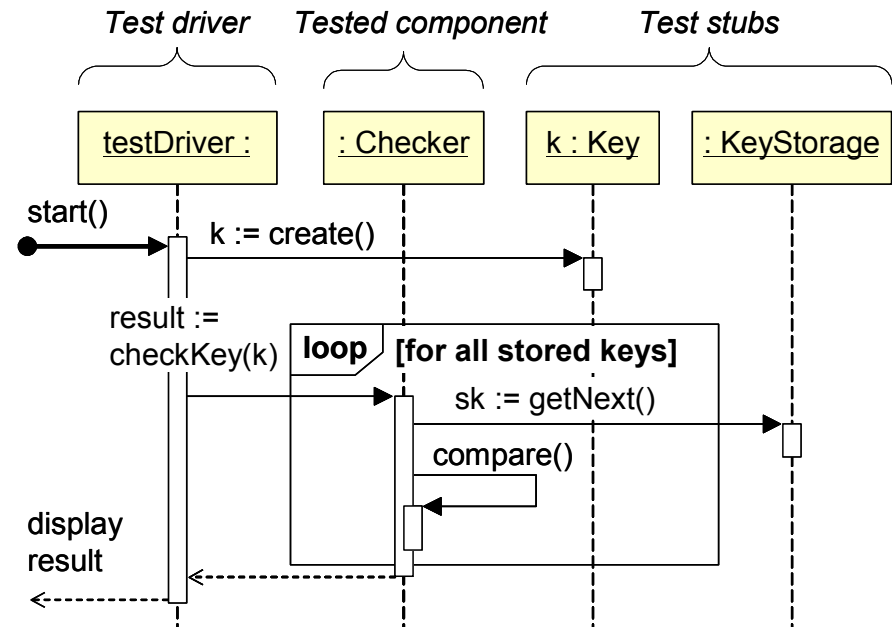 Test driver
Tested component
Test stubs
testDriver :
: Checker
k : Key
: KeyStorage
start()
k := create()
result :=
checkKey(k)
loop
[for all stored keys]
sk := getNext()
compare()
display
result